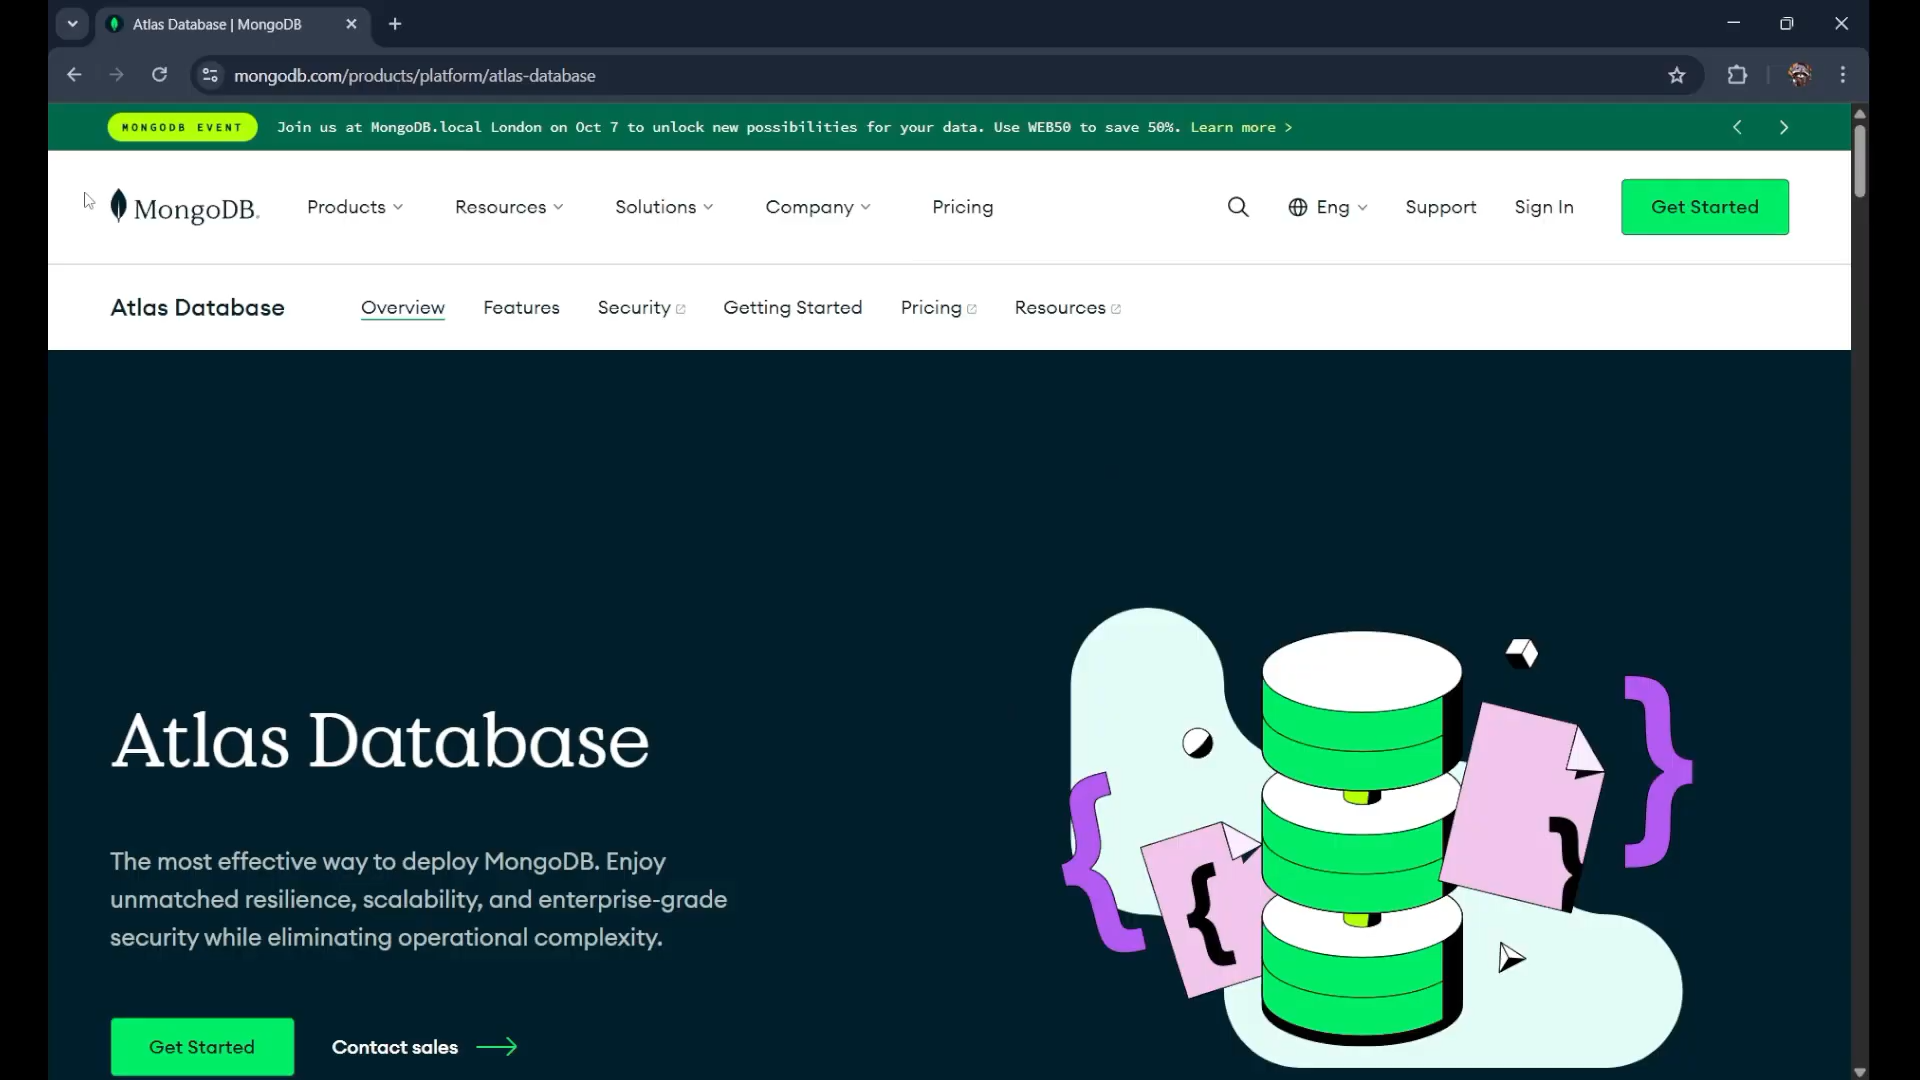 Atlas Database | MongoDB
mongodb.com/products/platform/atlas-database
MONGODB EVENT Join us at MongoDB.local London on Oct 7 to unlock new possibilities for your data. Use WEB50 to save 50%. Learn more >
MongoDB. Products Resources Solutions Company Pricing Eng Support Sign In Get Started
Atlas Database Overview Features Security Getting Started Pricing Resources
Atlas Database
The most effective way to deploy MongoDB. Enjoy
unmatched resilience, scalability, and enterprise-grade
security while eliminating operational complexity.
Get Started Contact sales